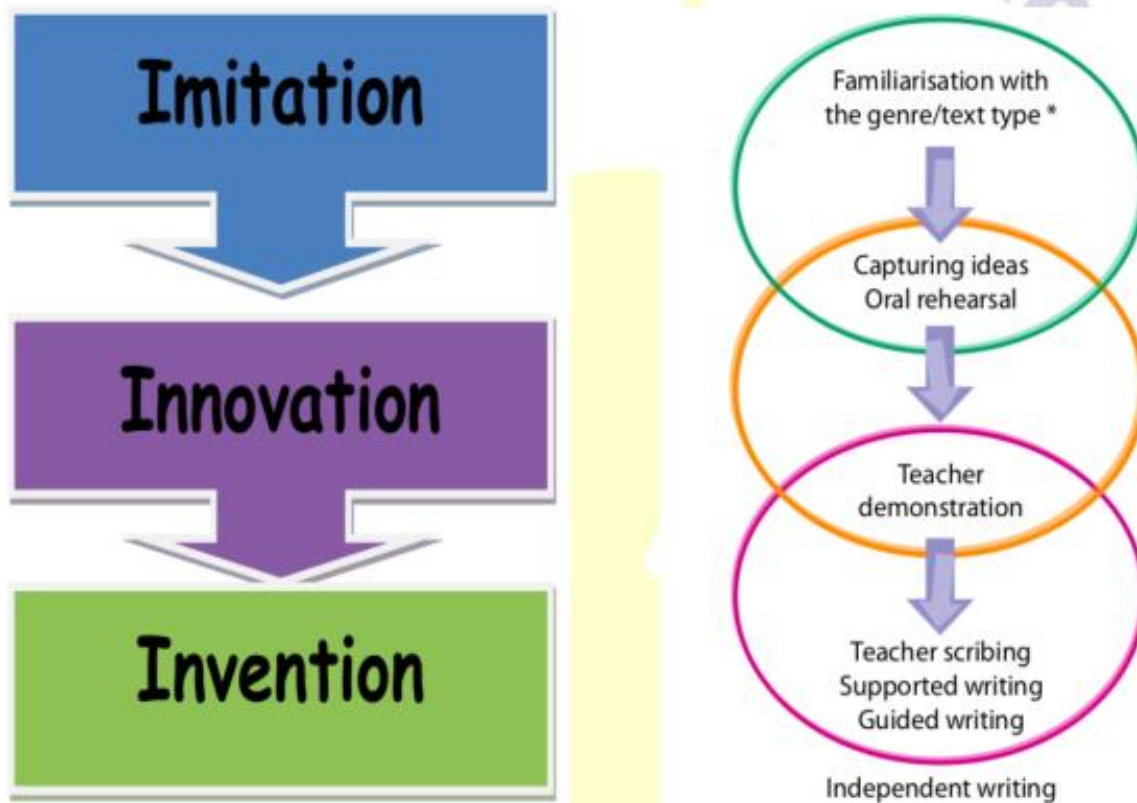 Imitation
Innovation
Invention
Familiarisation with
the genre/text type *
Capturing ideas
Oral rehearsal
Teacher
demonstration
Teacher scribing
Supported writing
Guided writing
Independent writing